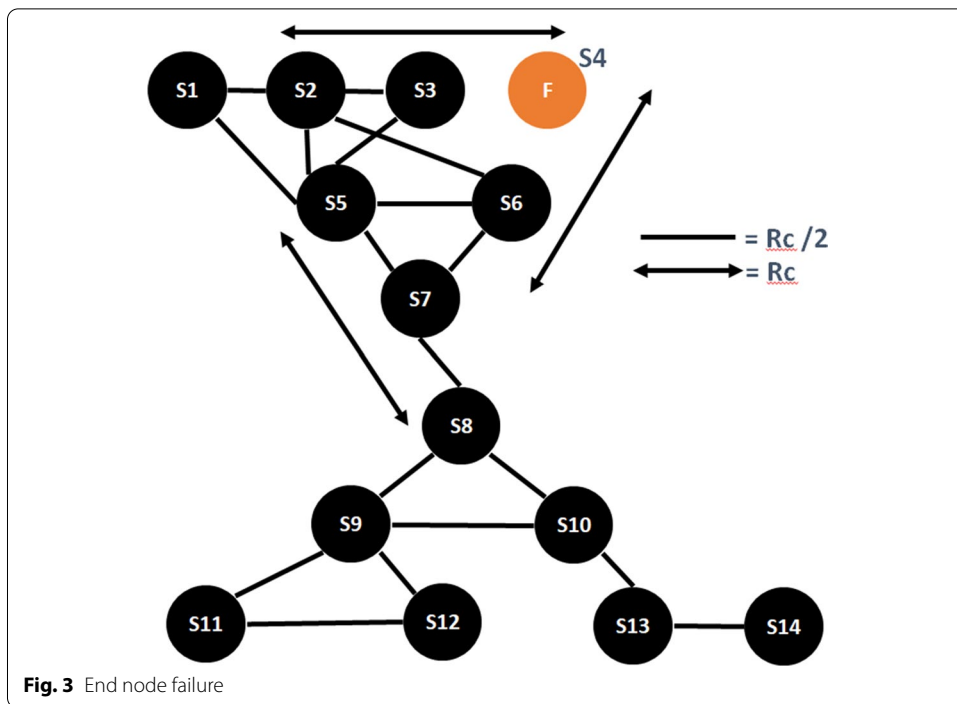 S4
S1
S2
S3
F
S5
S6
= Rc /2
= Rc
S7
S8
S9
S10
S11
S12
S13
S14
Fig. 3 End node failure